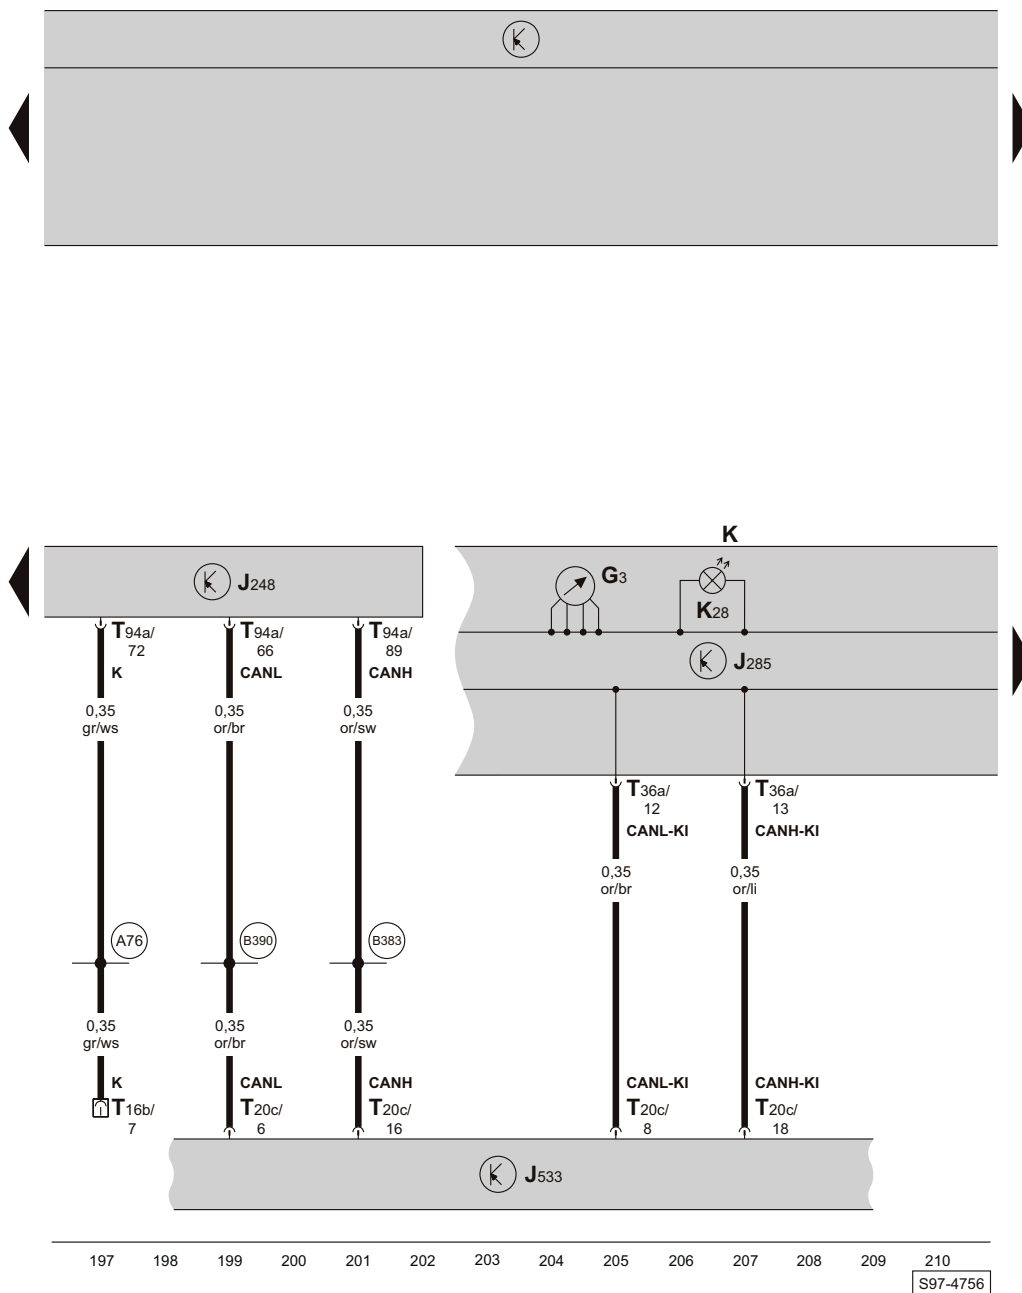 K
J248
G3
K28
J285
T94a/ T94a/ T94a/
72 66 89
K CANL CANH
0,35 0,35 0,35
gr/ws or/br or/sw
T36a/ T36a/
12 13
CANL-KI CANH-KI
0,35 0,35
or/br or/li
A76 B390 B383
0,35 0,35 0,35
gr/ws or/br or/sw
K CANL CANH CANL-KI CANH-KI
T16b/ T20c/ T20c/ T20c/ T20c/
7 6 16 8 18
J533
197 198 199 200 201 202 203 204 205 206 207 208 209 210
S97-4756